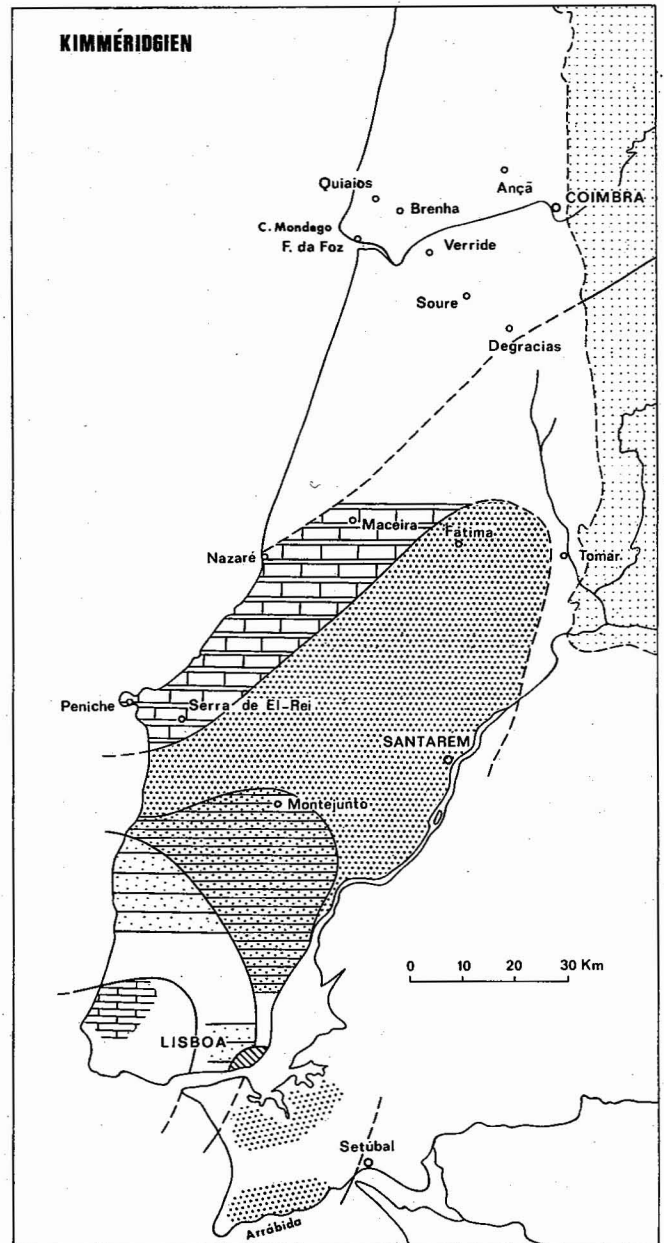 KIMMÉRIDGIEN
Quiaios
Ançã
Brenha
COIMBRA
C. Mondego
F. da Foz
Verride
Soure
Degracias
Maceira
Fátima
Nazaré
Tomar
Peniche
Serra de El-Rei
SANTAREM
Montejunto
0 10 20 30 Km
LISBOA
Setúbal
Arrábida